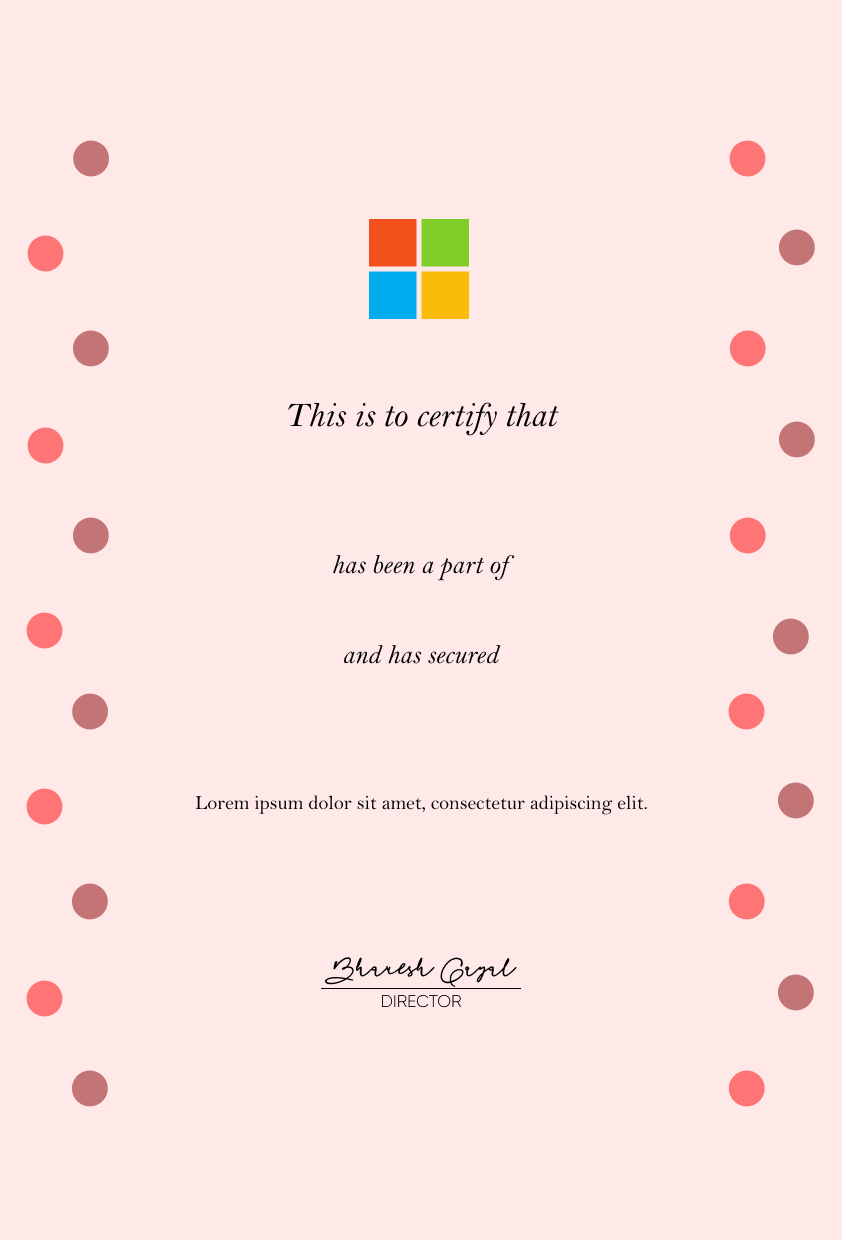 This is to certify that
has been a part of
and has secured
Lorem ipsum dolor sit amet, consectetur adipiscing elit.
Bhavesh
DIRECTOR